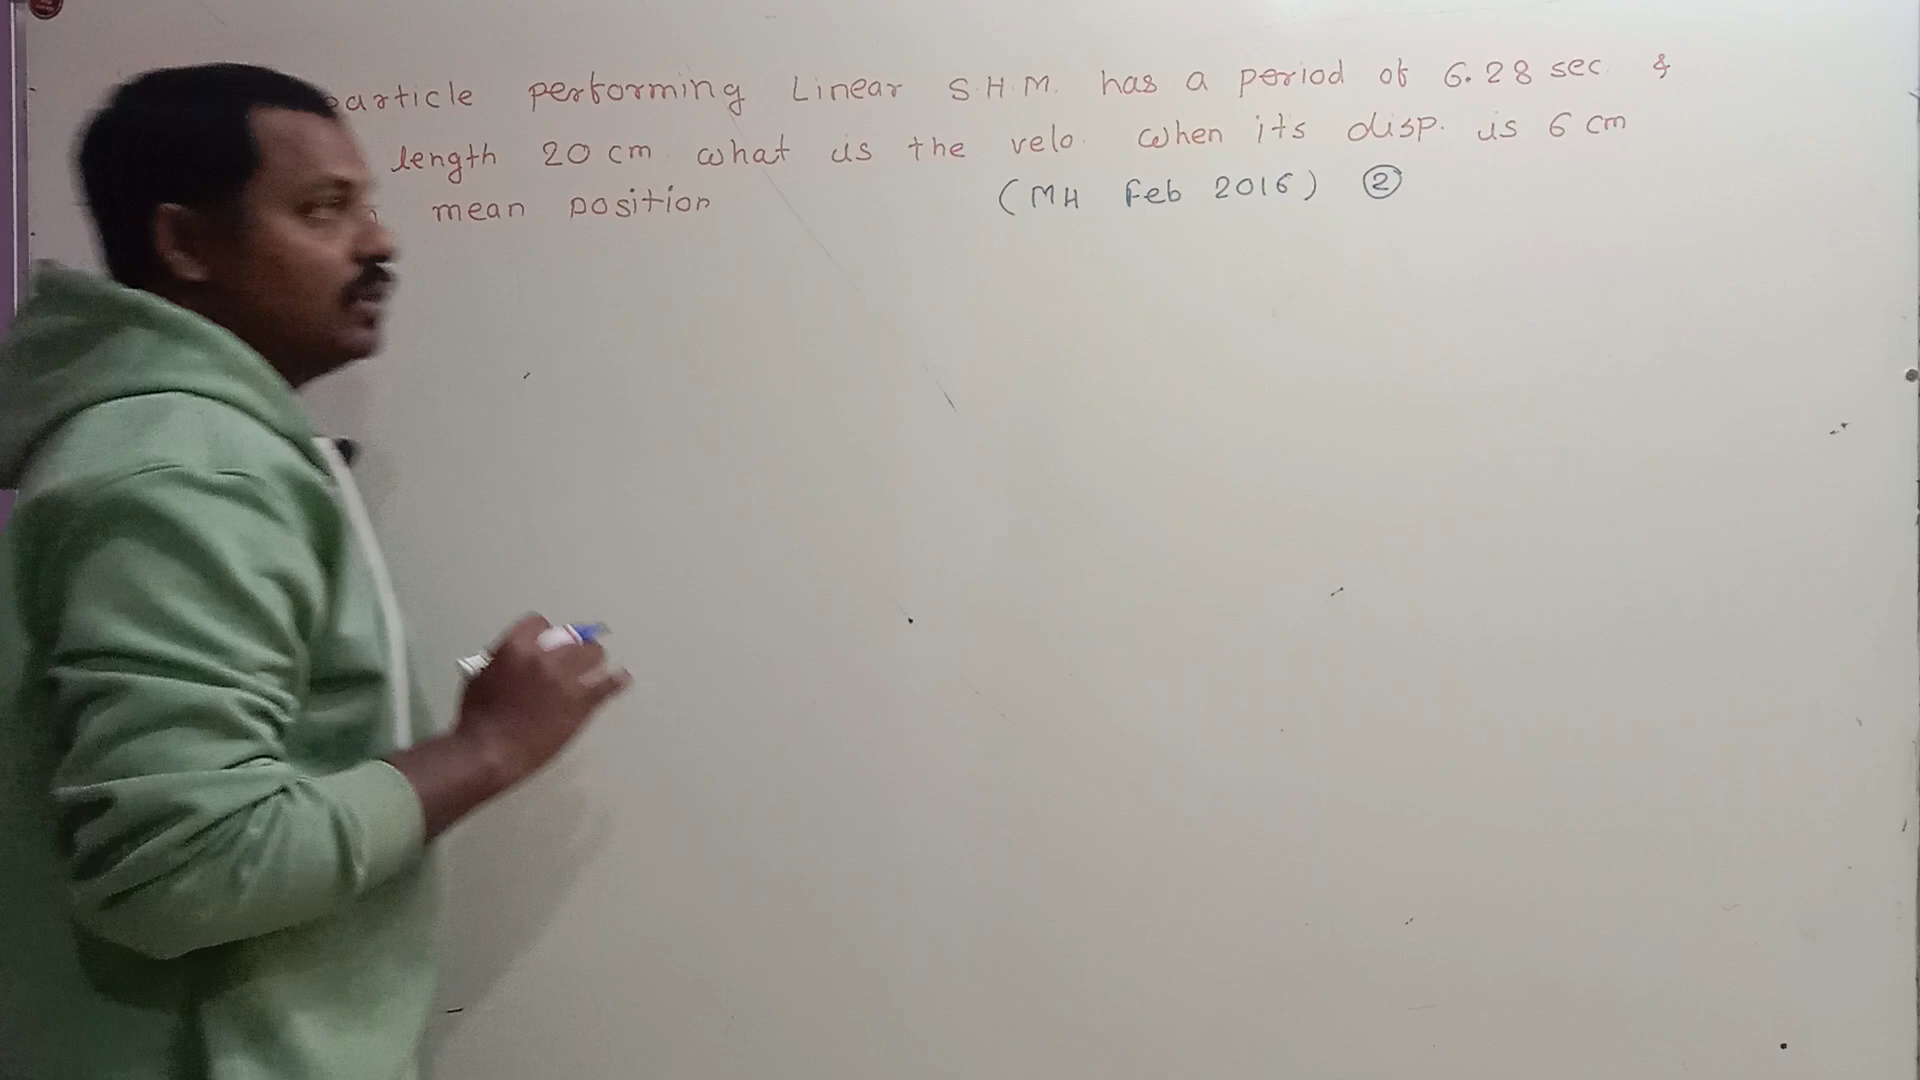 particle performing Linear S.H.M. has a period of 6.28 sec &
length 20 cm what is the velo. when its disp. is 6 cm
mean position (MH Feb 2016) ②